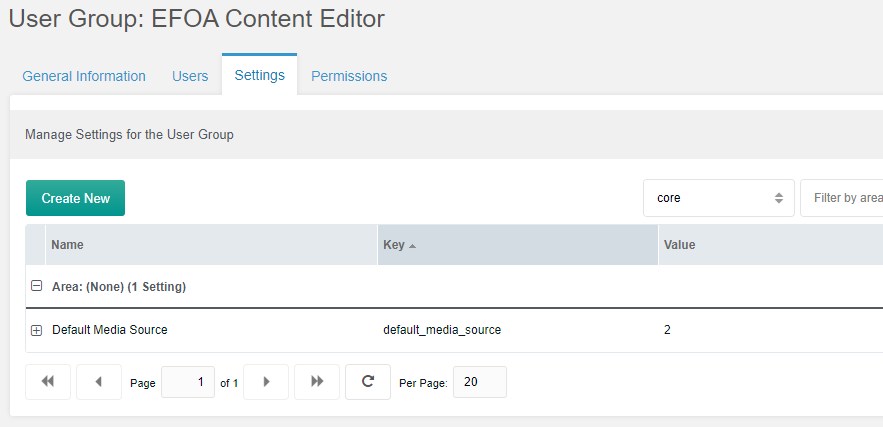 User Group: EFOA Content Editor
General Information Users Settings Permissions
Manage Settings for the User Group
Create New core Filter by area
Name Key Value
Area: (None) (1 Setting)
Default Media Source default_media_source 2
Page 1 of 1 Per Page: 20